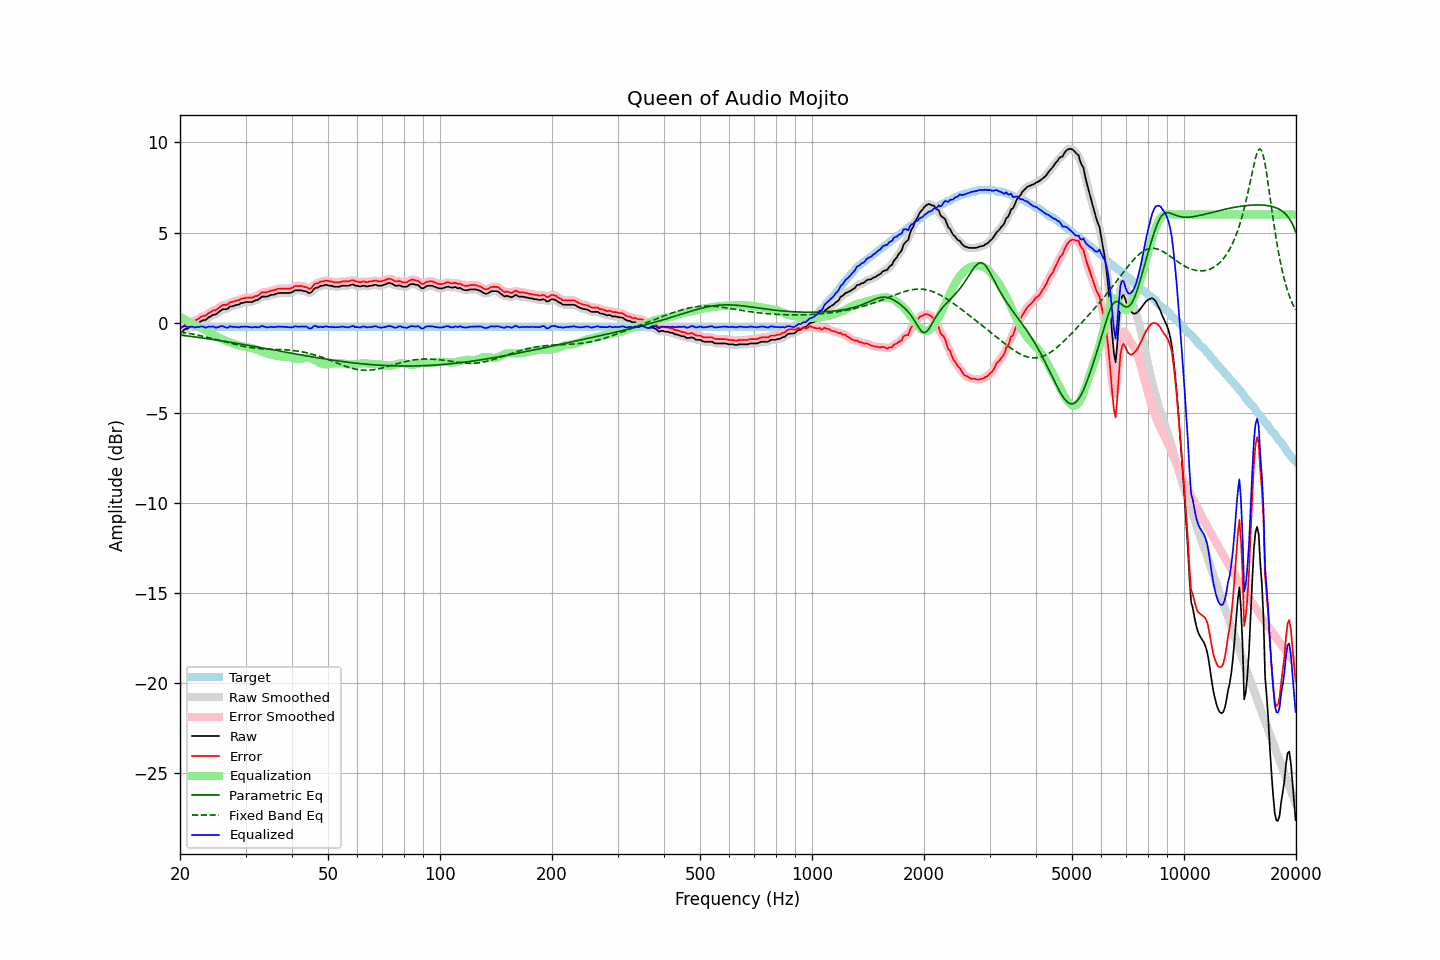 Queen of Audio Mojito
Amplitude (dBr)
10
5
0
−5
−10
−15
−20
−25
Target
Raw Smoothed
Error Smoothed
Raw
Error
Equalization
Parametric Eq
Fixed Band Eq
Equalized
20 50 100 200 500 1000 2000 5000 10000 20000
Frequency (Hz)